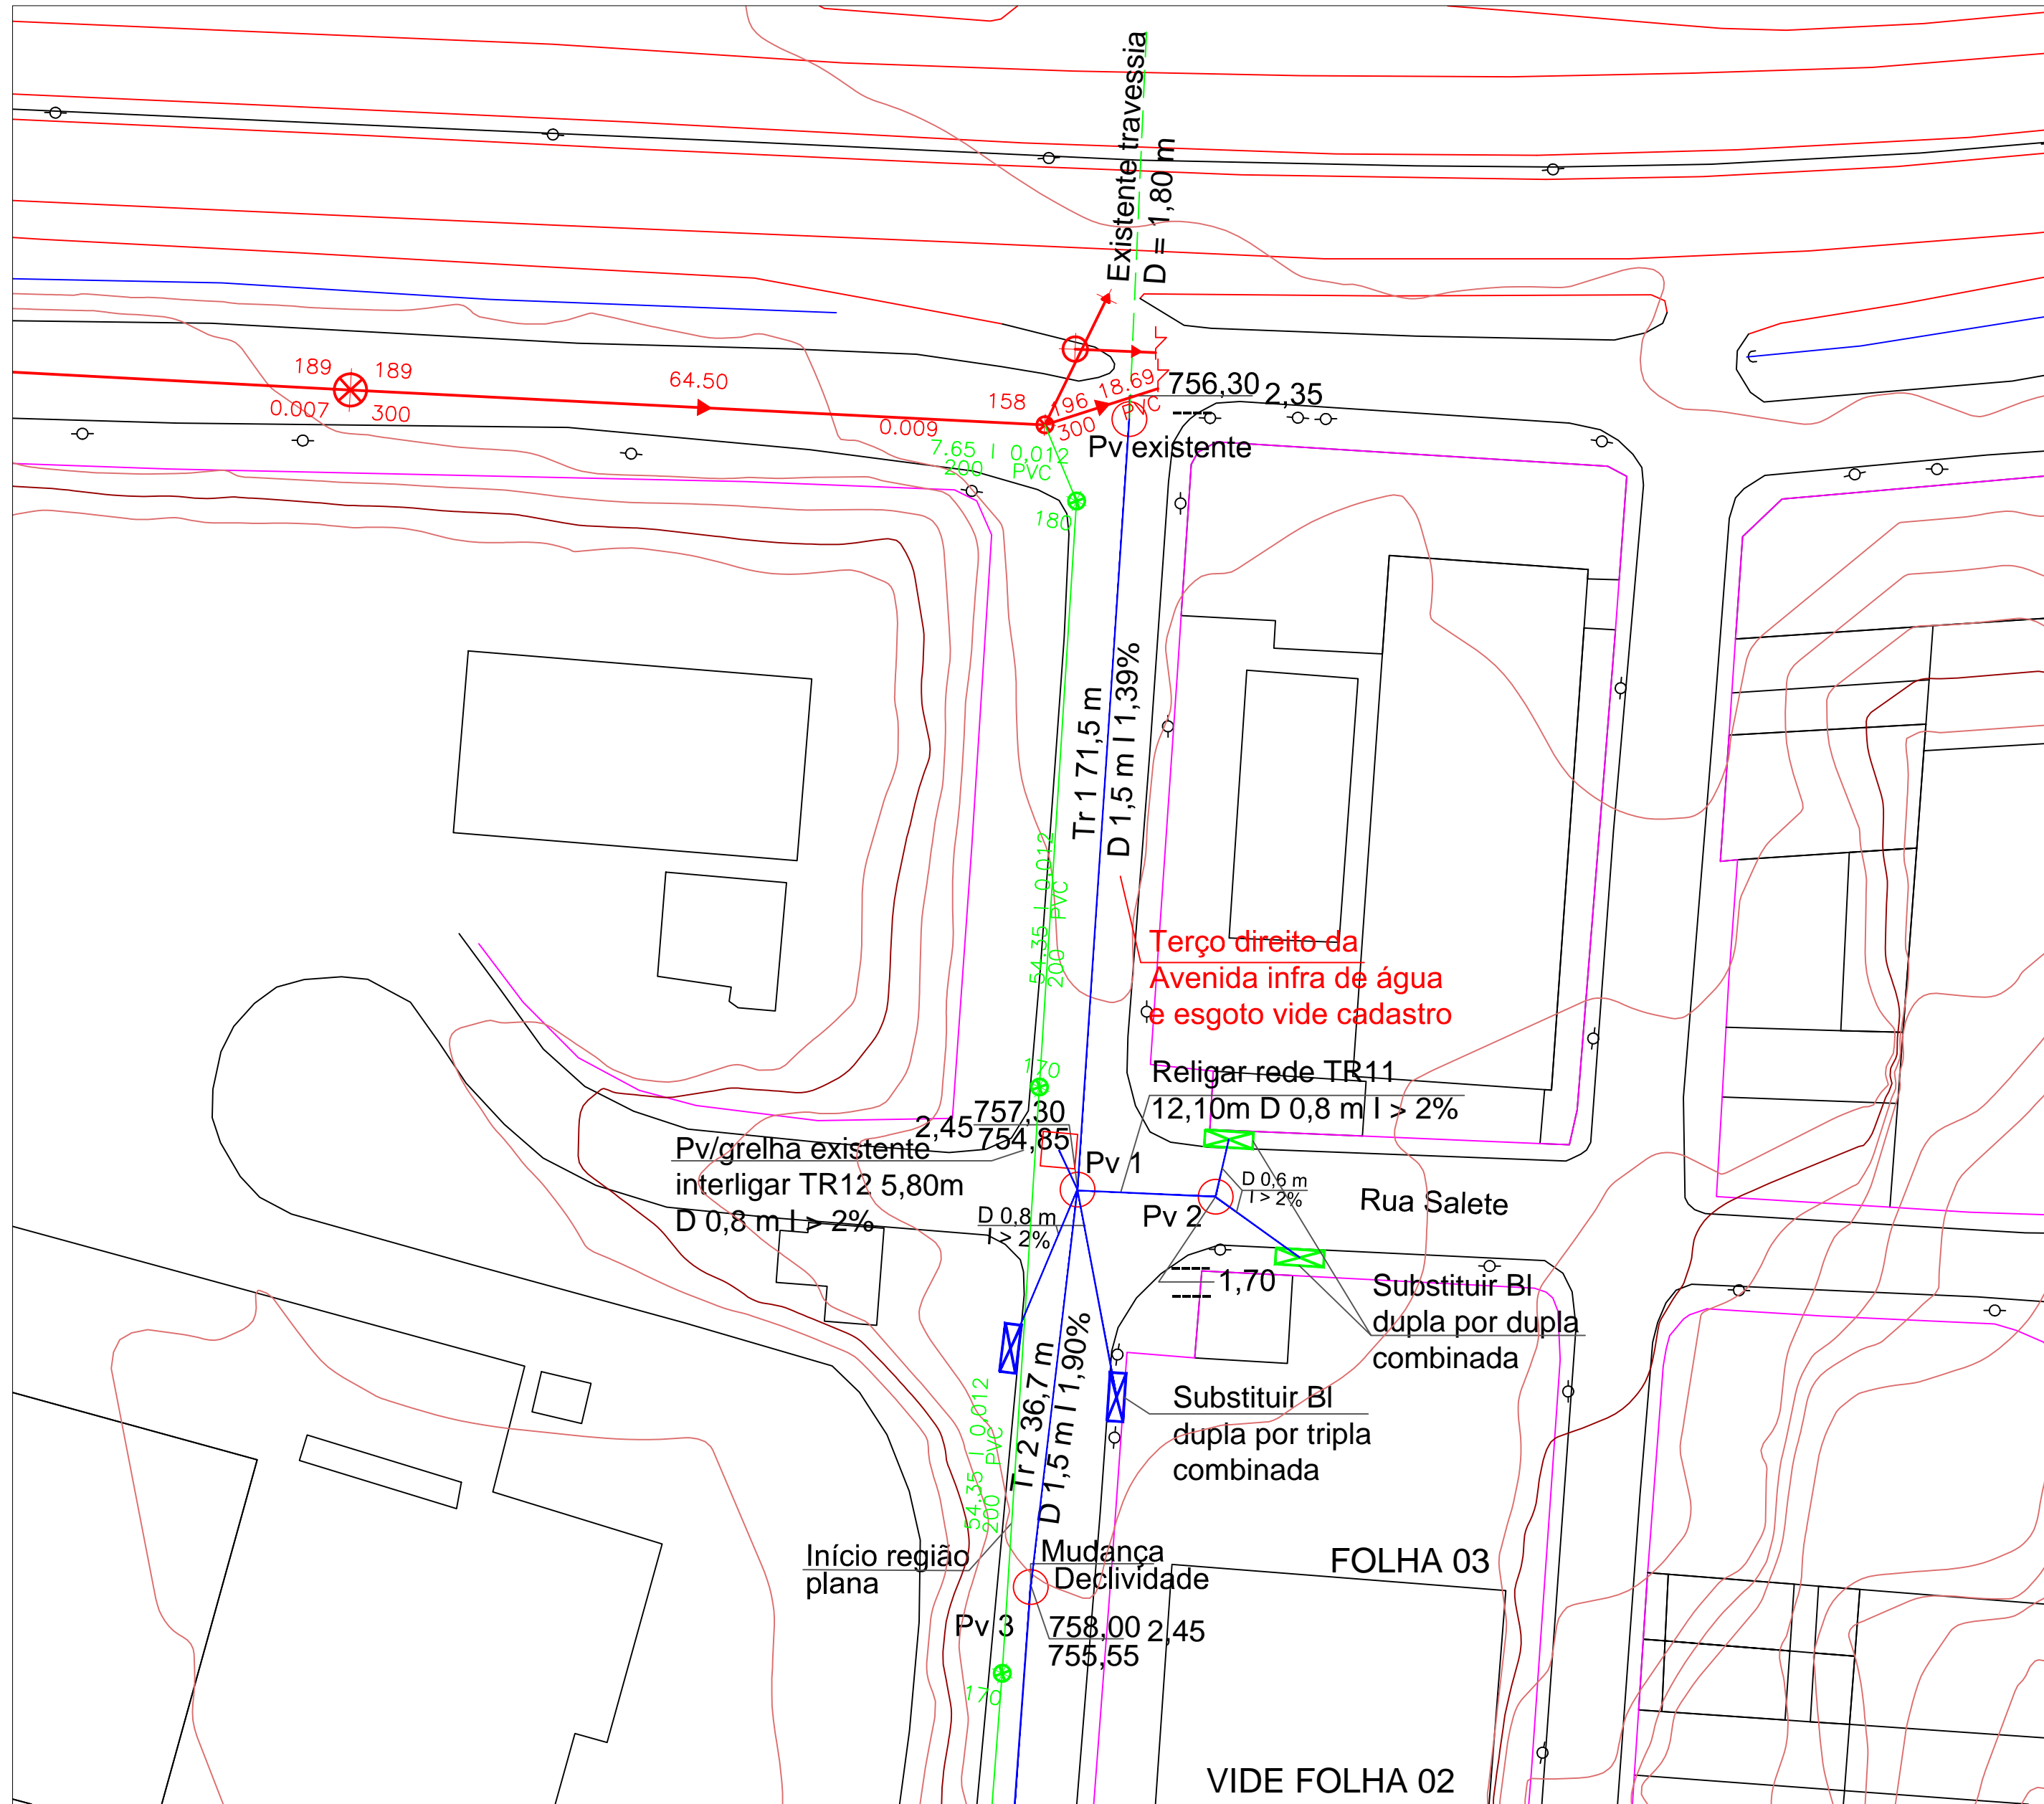 Existente travessia
D = 1,80 m
189
189
0.007
300
64.50
158
0.009
196
18.69
300
PVC
756,30
----
2,35
Pv existente
7.65 I 0,012
200 PVC
180
Tr 1 71,5 m
D 1,5 m I 1,39%
54.35 I 0,012
200 PVC
Terço direito da
Avenida infra de água
e esgoto vide cadastro
170
Religar rede TR11
12,10m D 0,8 m I > 2%
2,45
757,30
754,85
Pv/grelha existente
interligar TR12 5,80m
D 0,8 m I > 2%
Pv 1
D 0,8 m
I > 2%
Pv 2
D 0,6 m
I > 2%
Rua Salete
----
1,70
----
Substituir Bl
dupla por dupla
combinada
Substituir Bl
dupla por tripla
combinada
Tr 2 36,7 m
D 1,5 m I 1,90%
54.35 I 0,012
200 PVC
Início região
plana
Mudança
Declividade
FOLHA 03
Pv 3
758,00
755,55
2,45
170
VIDE FOLHA 02